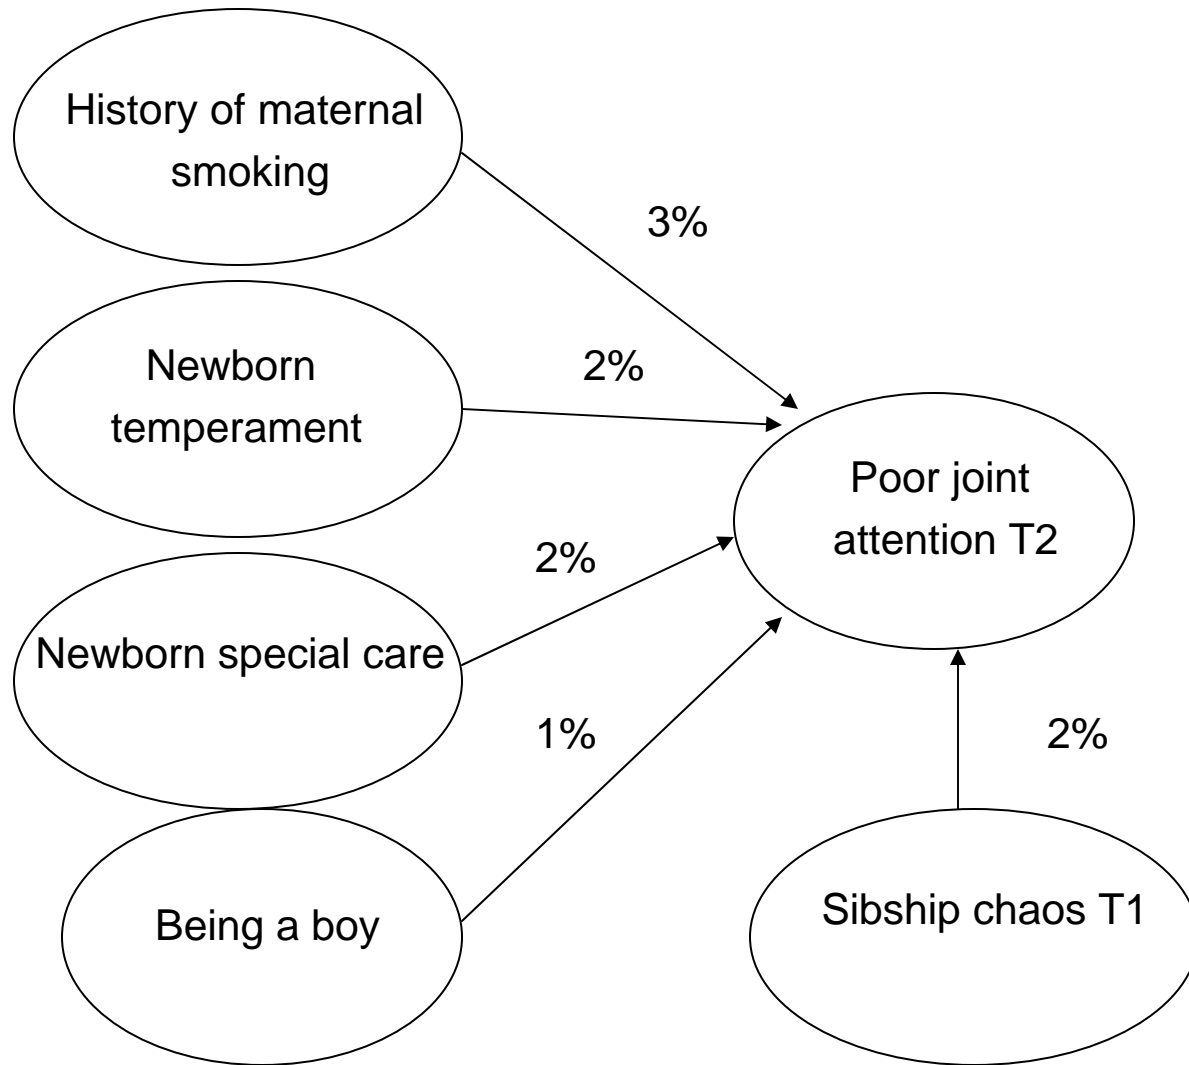 History of maternal
smoking
3%
Newborn
temperament
2%
Poor joint
attention T2
2%
Newborn special care
1%
2%
Being a boy
Sibship chaos T1